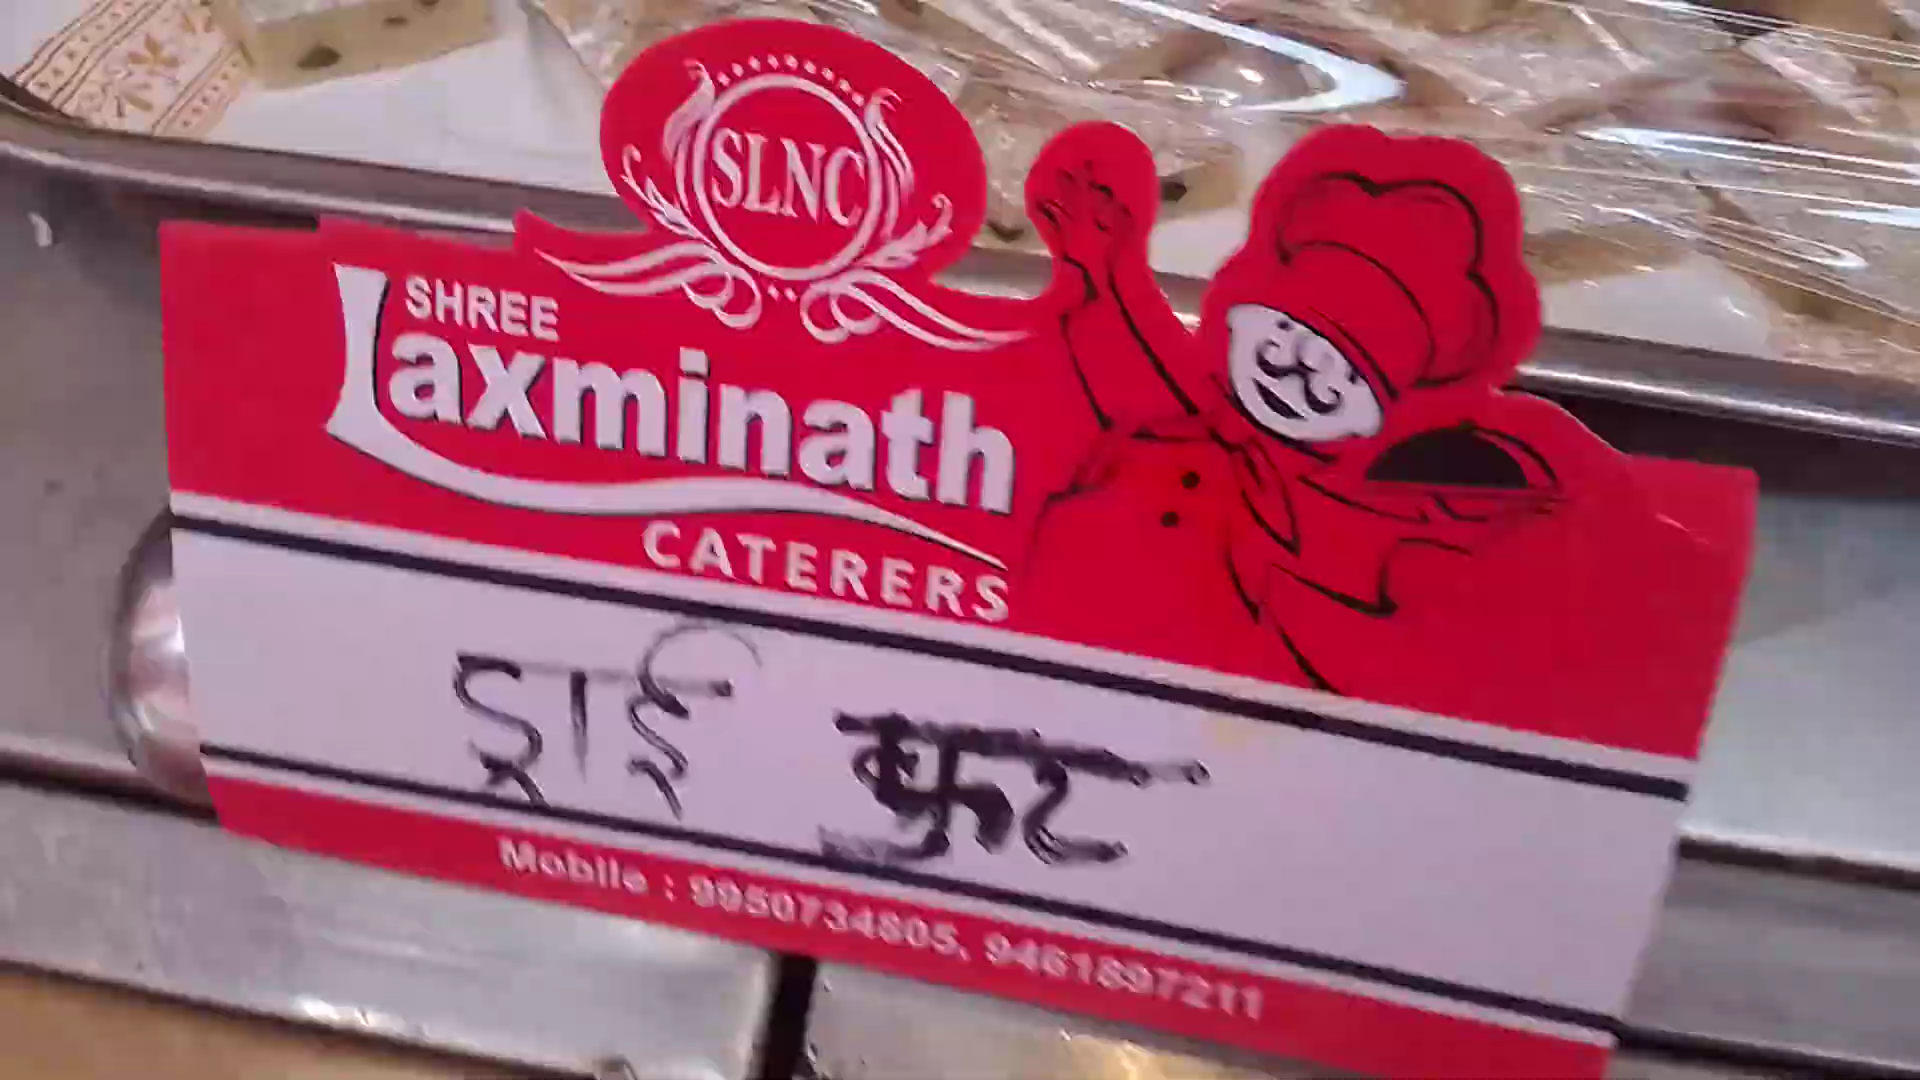 SLNC
SHREE
Laxminath
CATERERS
ड्राई फ्रुट
Mobile : 9950734805, 9461897211